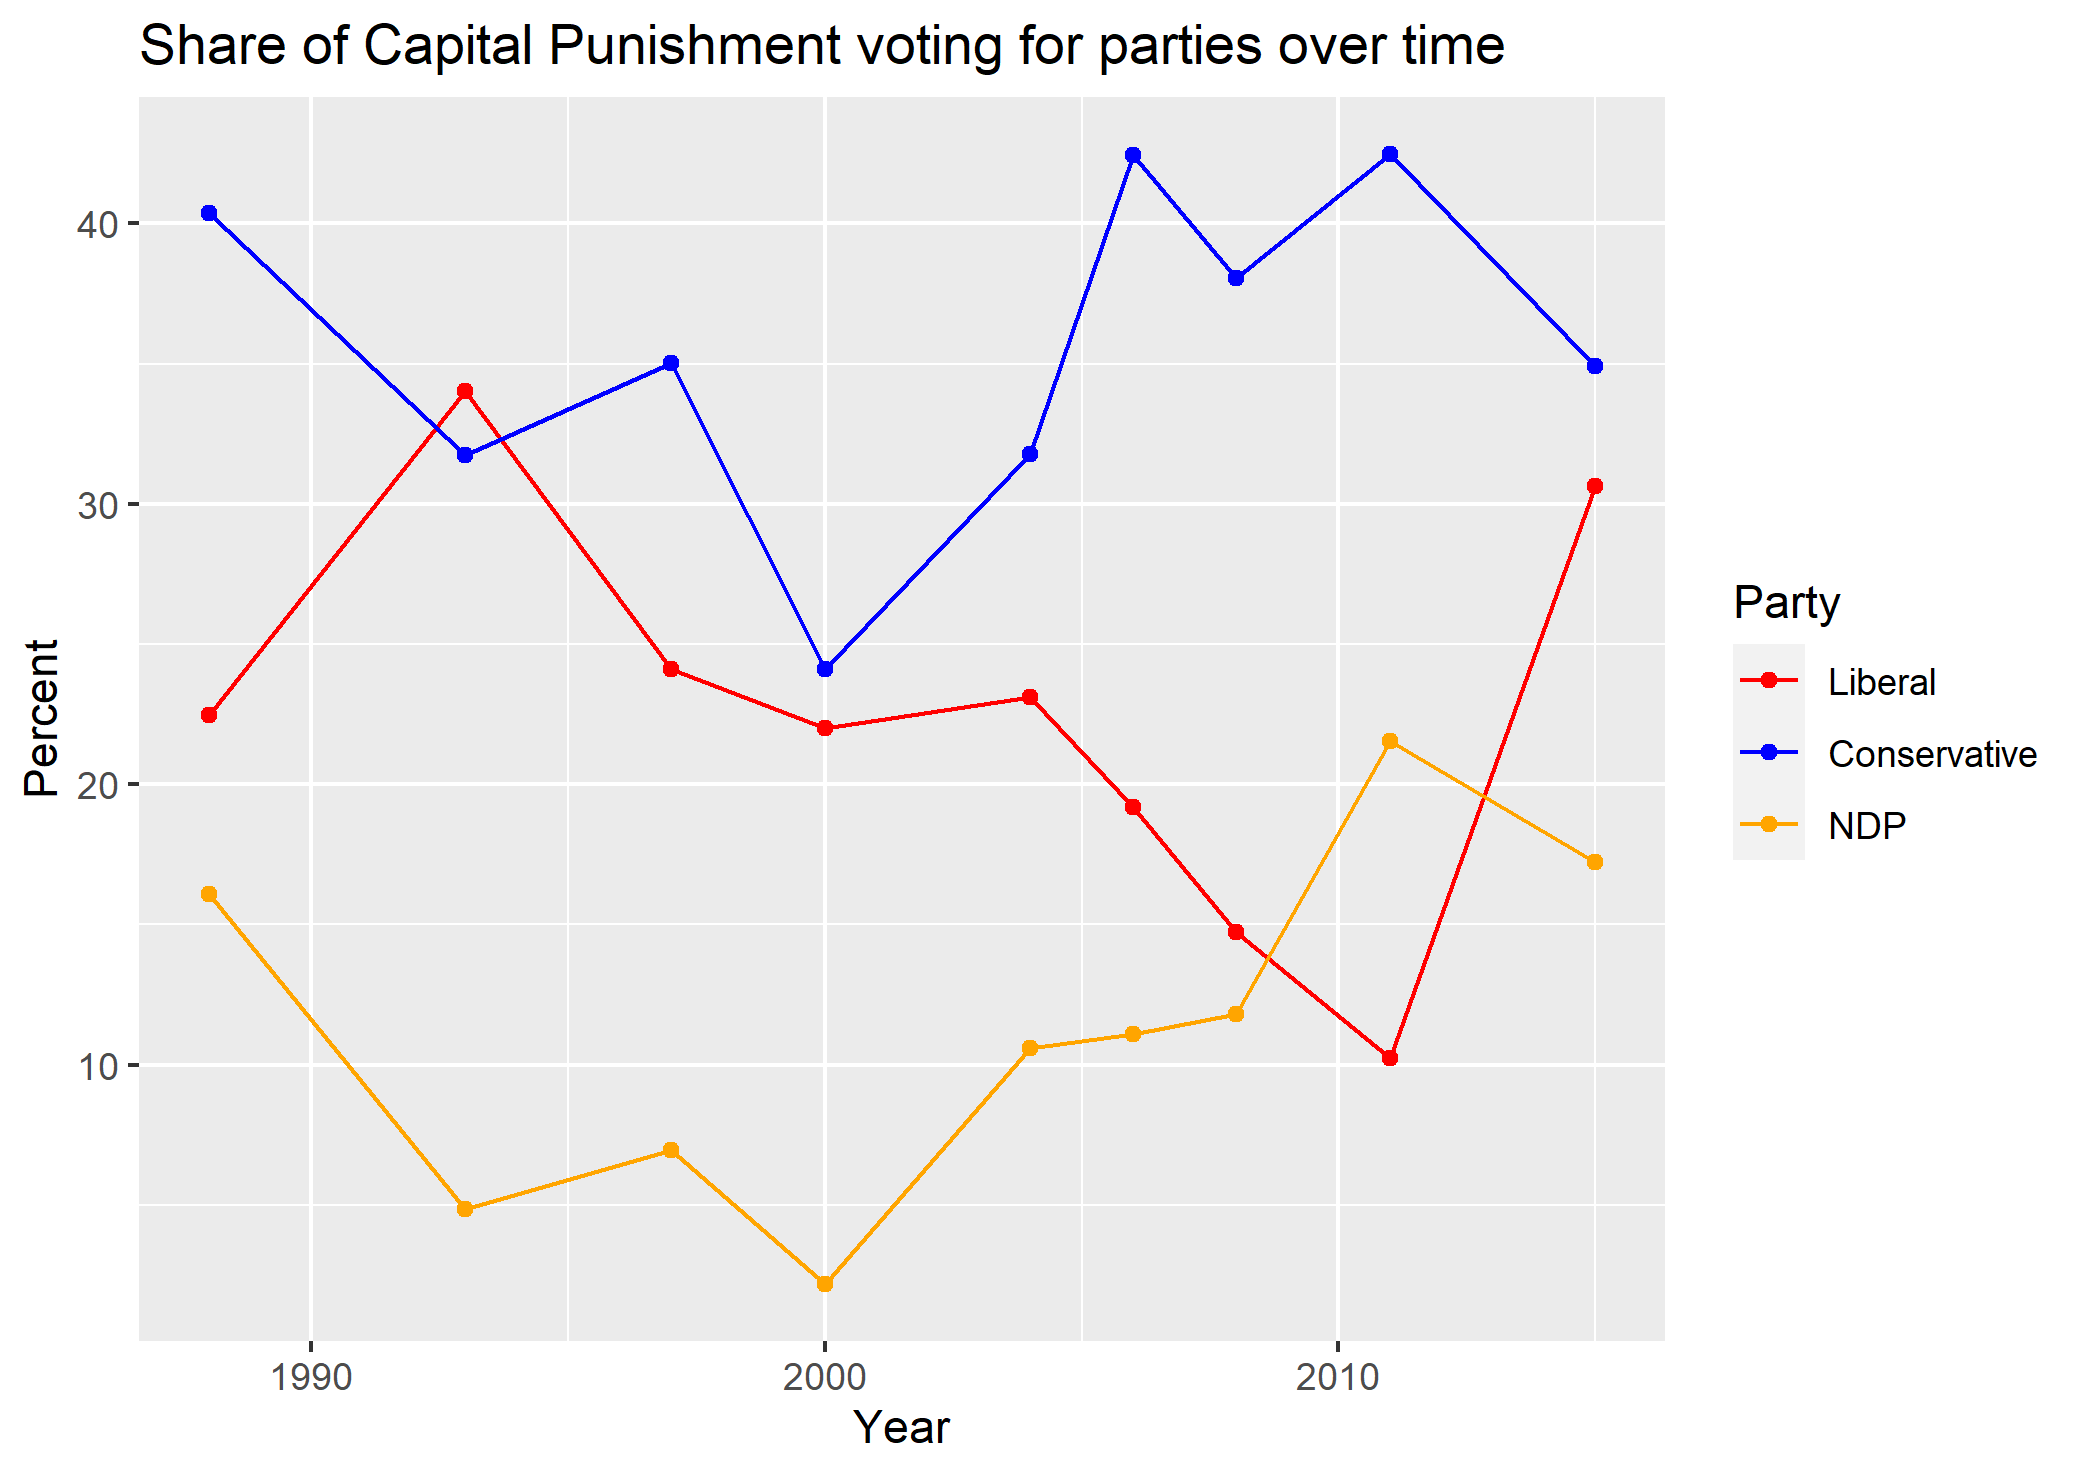 Share of Capital Punishment voting for parties over time
Percent
40
30
20
10
1990
2000
2010
Year
Party
Liberal
Conservative
NDP